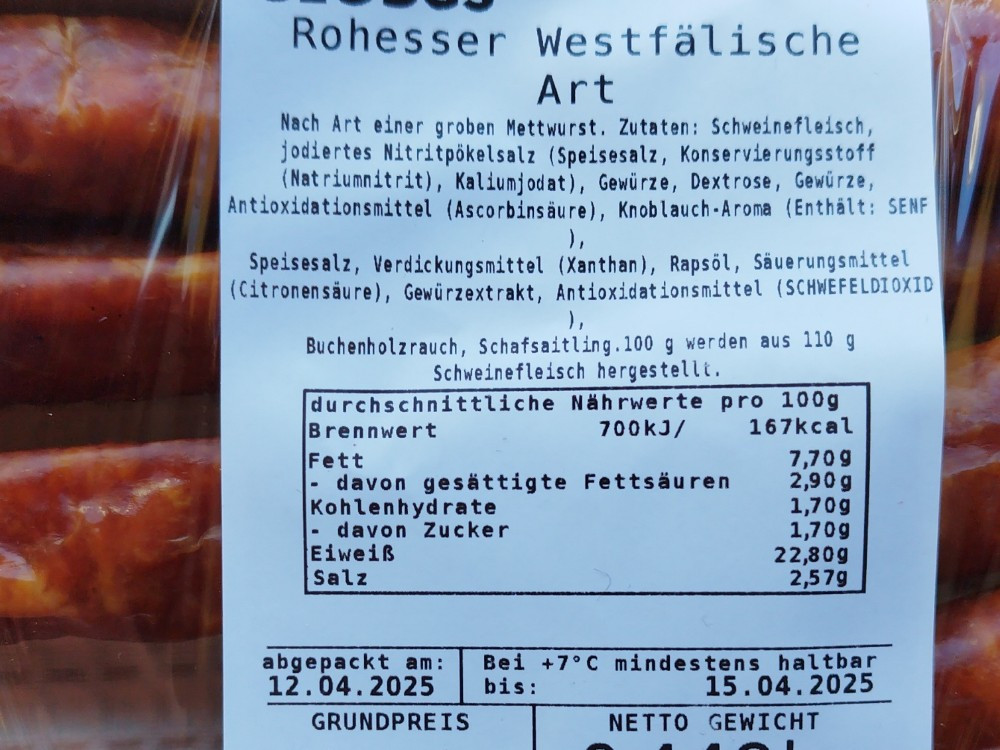 Rohesser Westfälische
Art
Nach Art einer groben Mettwurst. Zutaten: Schweinefleisch,
jodiertes Nitritpökelsalz (Speisesalz, Konservierungsstoff
(Natriumnitrit), Kaliumjodat), Gewürze, Dextrose, Gewürze,
Antioxidationsmittel (Ascorbinsäure), Knoblauch-Aroma (Enthält: SENF
),
Speisesalz, Verdickungsmittel (Xanthan), Rapsöl, Säuerungsmittel
(Citronensäure), Gewürzextrakt, Antioxidationsmittel (SCHWEFELDIOXID
),
Buchenholzrauch, Schafsaitling.100 g werden aus 110 g
Schweinefleisch hergestellt.
durchschnittliche Nährwerte pro 100g
Brennwert 700kJ/ 167kcal
Fett 7,70g
- davon gesättigte Fettsäuren 2,90g
Kohlenhydrate 1,70g
- davon Zucker 1,70g
Eiweiß 22,80g
Salz 2,57g
abgepackt am: Bei +7°C mindestens haltbar
12.04.2025 bis: 15.04.2025
GRUNDPREIS NETTO GEWICHT